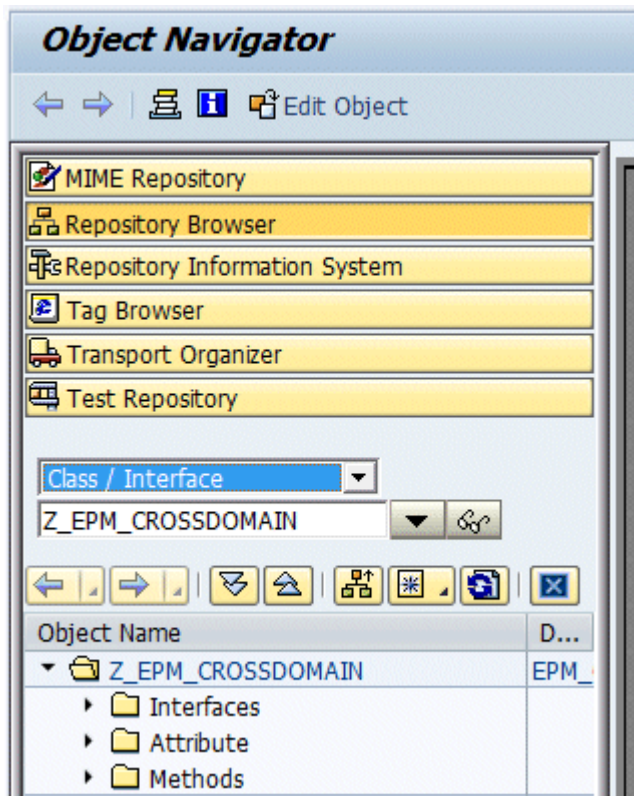 Object Navigator
Edit Object
MIME Repository
Repository Browser
Repository Information System
Tag Browser
Transport Organizer
Test Repository
Class / Interface
Z_EPM_CROSSDOMAIN
Object Name D...
Z_EPM_CROSSDOMAIN EPM_
Interfaces
Attribute
Methods